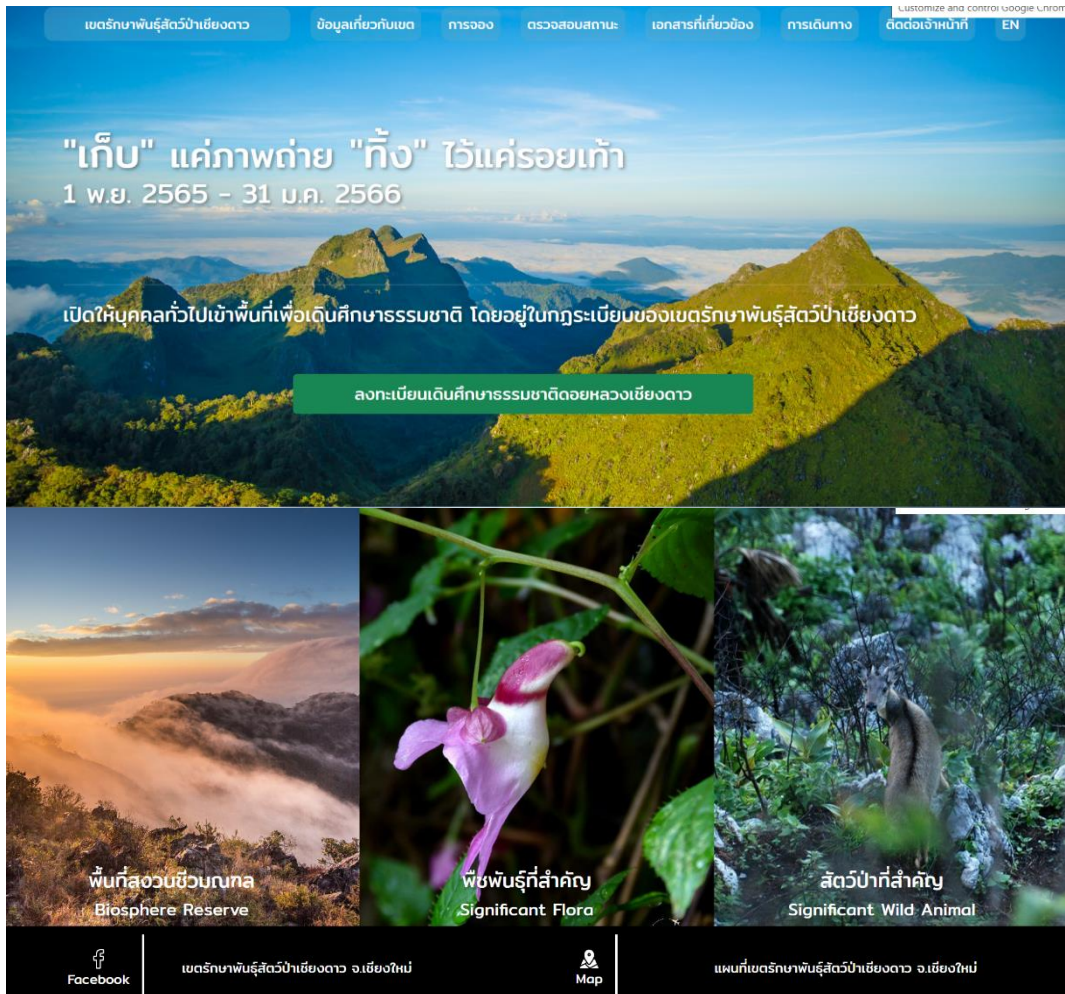 Customize and control Google Chrom
เขตรักษาพันธุ์สัตว์ป่าเชียงดาว ข้อมูลเกี่ยวกับเขต การจอง ตรวจสอบสถานะ เอกสารที่เกี่ยวข้อง การเดินทาง ติดต่อเจ้าหน้าที่ EN
"เก็บ" แค่ภาพถ่าย "ทิ้ง" ไว้แค่รอยเท้า
1 พ.ย. 2565 - 31 ม.ค. 2566
เปิดให้บุคคลทั่วไปเข้าพื้นที่เพื่อเดินศึกษาธรรมชาติ โดยอยู่ในกฎระเบียบของเขตรักษาพันธุ์สัตว์ป่าเชียงดาว
ลงทะเบียนเดินศึกษาธรรมชาติดอยหลวงเชียงดาว
พื้นที่สงวนชีวมณฑล
Biosphere Reserve
พืชพันธุ์ที่สำคัญ
Significant Flora
สัตว์ป่าที่สำคัญ
Significant Wild Animal
Facebook
เขตรักษาพันธุ์สัตว์ป่าเชียงดาว จ.เชียงใหม่
Map
แผนที่เขตรักษาพันธุ์สัตว์ป่าเชียงดาว จ.เชียงใหม่